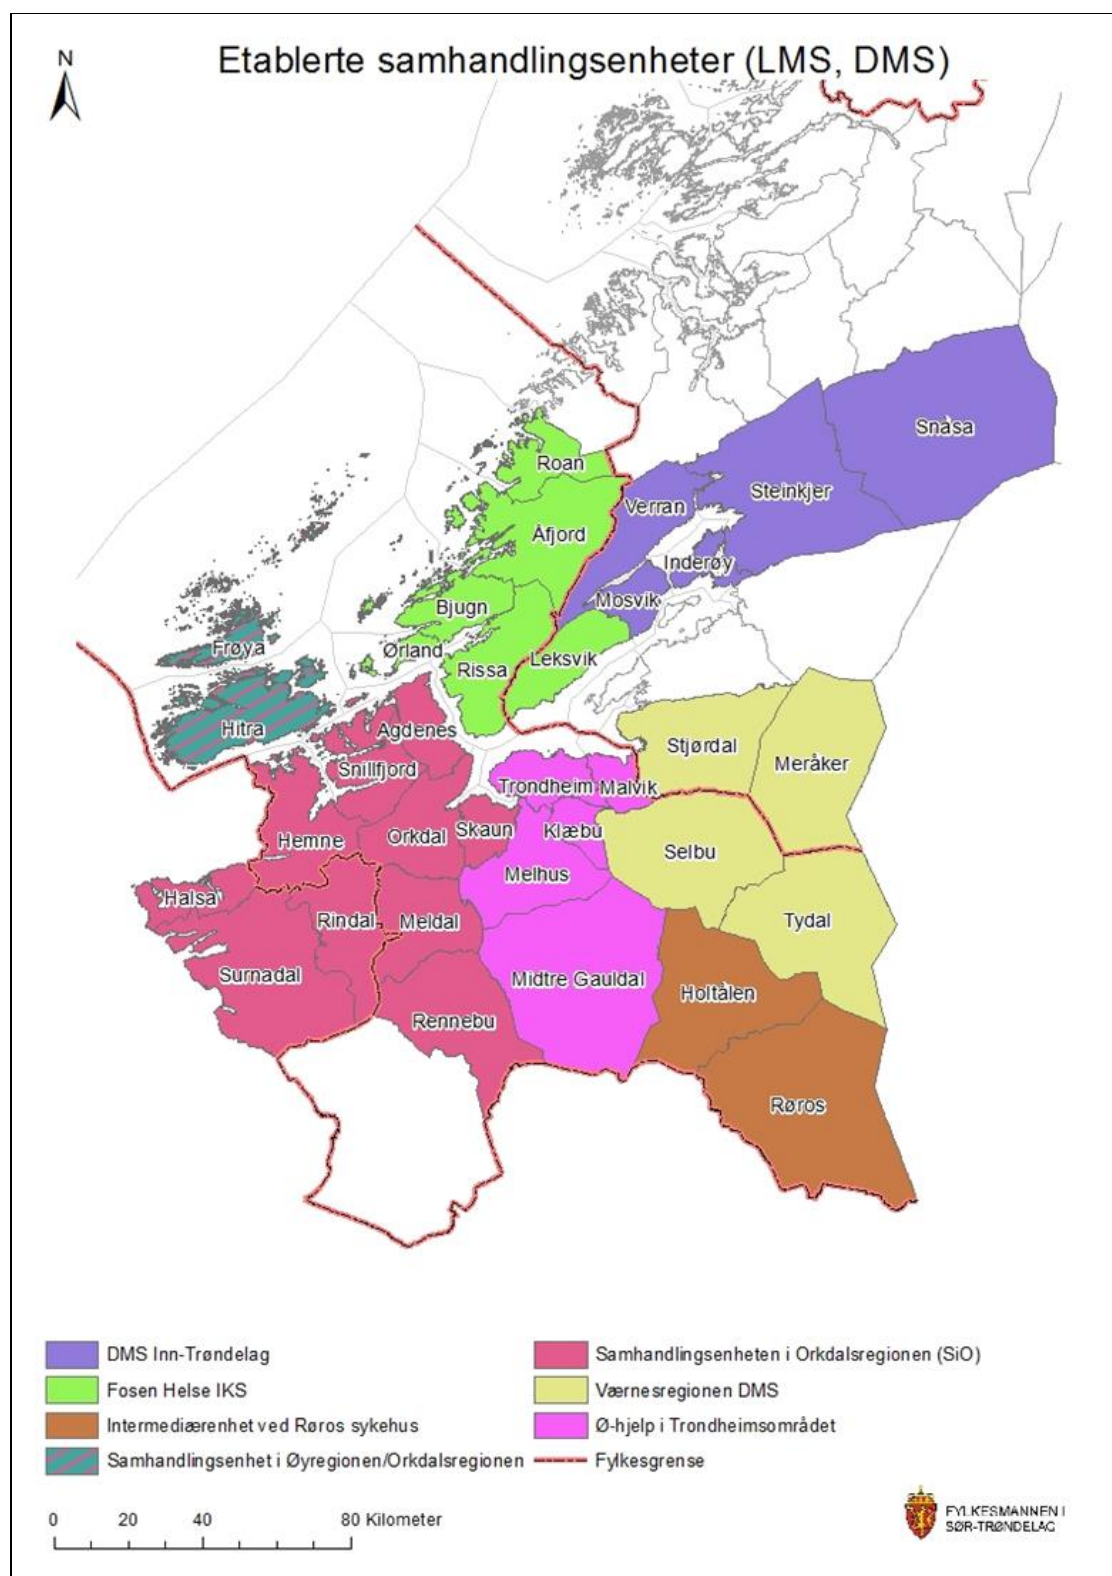 Etablerte samhandlingsenheter (LMS, DMS)
N
Snåsa
Roan
Steinkjer
Verran
Åfjord
Inderøy
Mosvik
Bjugn
Frøya
Ørland
Leksvik
Rissa
Hitra
Agdenes
Stjørdal
Meråker
Snillfjord
Trondheim
Malvik
Skaun
Klæbu
Hemne
Orkdal
Selbu
Melhus
Halsa
Rindal
Meldal
Tydal
Surnadal
Midtre Gauldal
Holtålen
Rennebu
Røros
DMS Inn-Trøndelag
Fosen Helse IKS
Intermediærenhet ved Røros sykehus
Samhandlingsenhet i Øyregionen/Orkdalsregionen
Samhandlingsenheten i Orkdalsregionen (SiO)
Værnesregionen DMS
Ø-hjelp i Trondheimsområdet
Fylkesgrense
0 20 40 80 Kilometer
FYLKESMANNEN I
SØR-TRØNDELAG